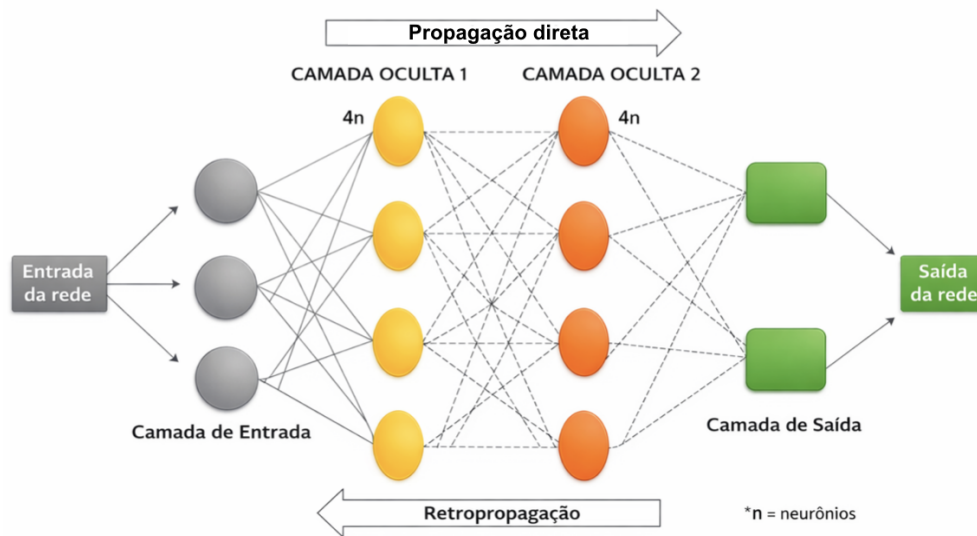 Propagação direta
CAMADA OCULTA 1
CAMADA OCULTA 2
4n
4n
Entrada
da rede
Saída
da rede
Camada de Entrada
Camada de Saída
Retropropagação
*n = neurônios